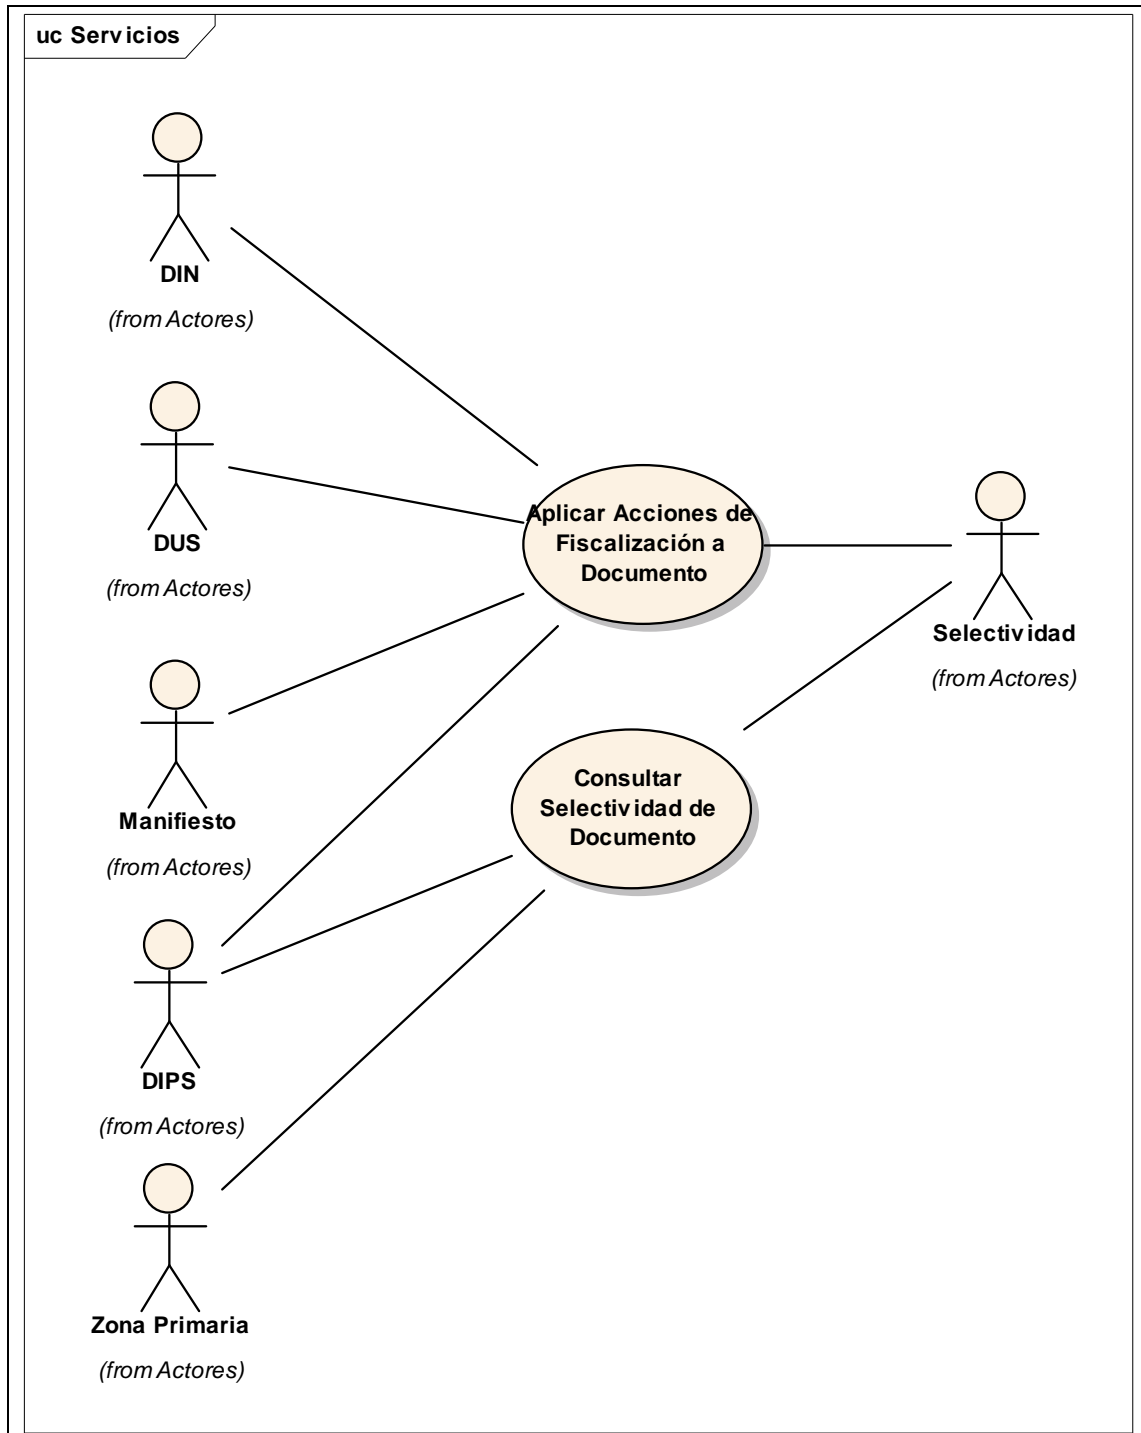 uc Servicios
DIN
(from Actores)
DUS
(from Actores)
Aplicar Acciones de
Fiscalización a
Documento
Selectividad
(from Actores)
Manifiesto
(from Actores)
Consultar
Selectividad de
Documento
DIPS
(from Actores)
Zona Primaria
(from Actores)